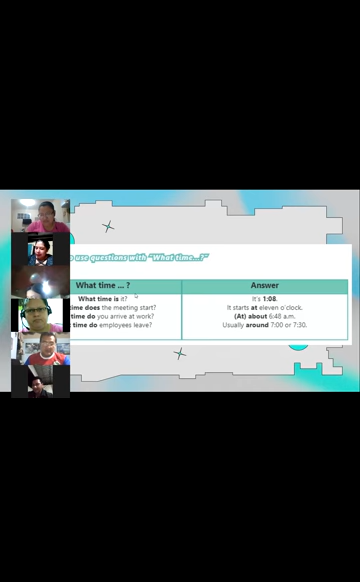 o use questions with "What time...?"
What time ... ? Answer
What time is it? It's 1:08.
time does the meeting start? It starts at eleven o'clock.
time do you arrive at work? (At) about 6:48 a.m.
time do employees leave? Usually around 7:00 or 7:30.